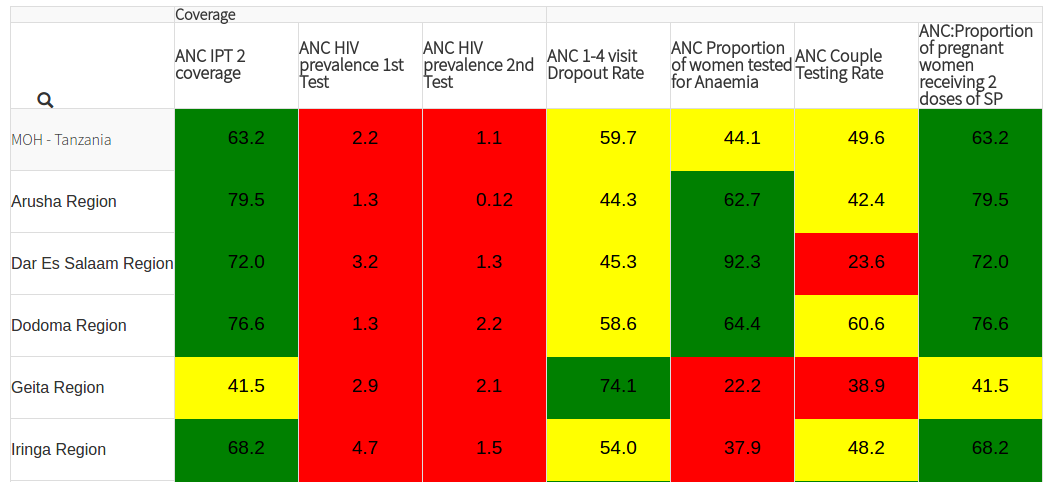 Coverage
ANC IPT 2 coverage
ANC HIV prevalence 1st Test
ANC HIV prevalence 2nd Test
ANC 1-4 visit Dropout Rate
ANC Proportion of women tested for Anaemia
ANC Couple Testing Rate
ANC:Proportion of pregnant women receiving 2 doses of SP
MOH - Tanzania 63.2 2.2 1.1 59.7 44.1 49.6 63.2
Arusha Region 79.5 1.3 0.12 44.3 62.7 42.4 79.5
Dar Es Salaam Region 72.0 3.2 1.3 45.3 92.3 23.6 72.0
Dodoma Region 76.6 1.3 2.2 58.6 64.4 60.6 76.6
Geita Region 41.5 2.9 2.1 74.1 22.2 38.9 41.5
Iringa Region 68.2 4.7 1.5 54.0 37.9 48.2 68.2